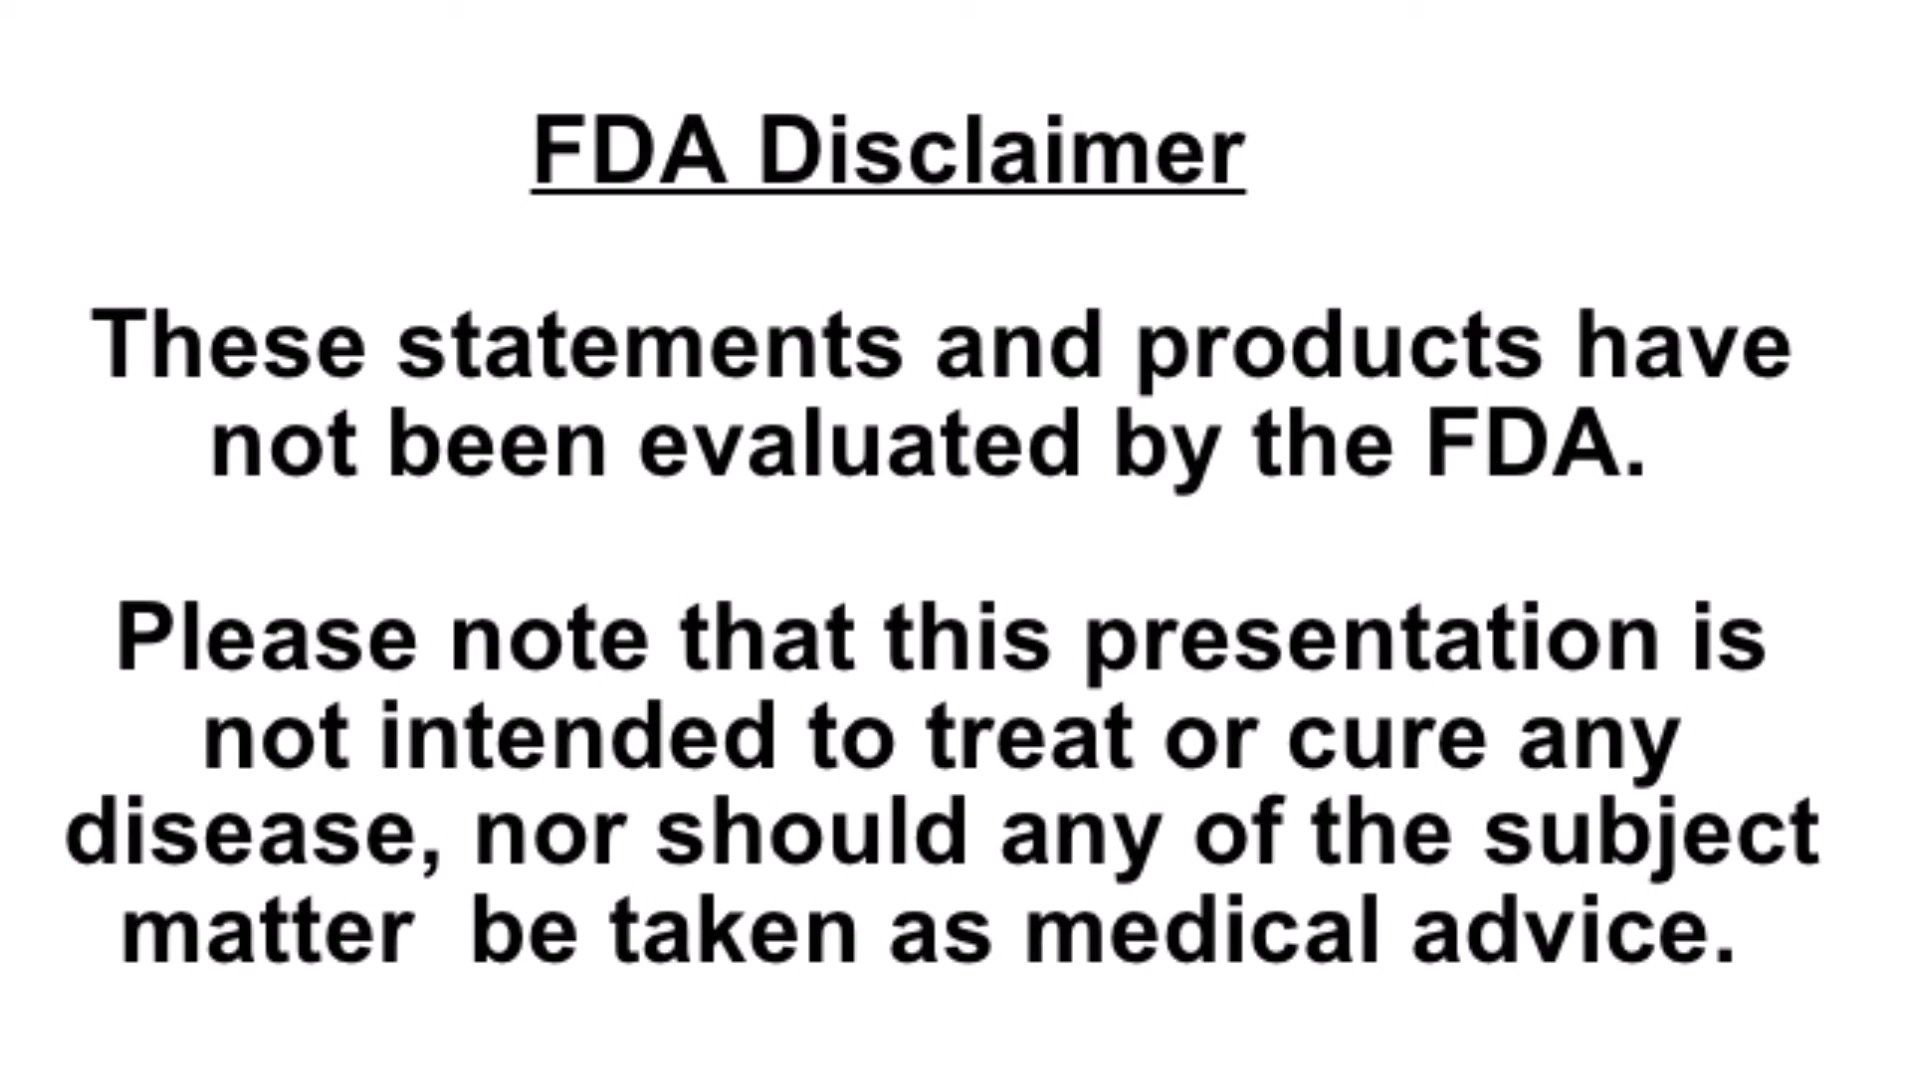 FDA Disclaimer
These statements and products have
not been evaluated by the FDA.
Please note that this presentation is
not intended to treat or cure any
disease, nor should any of the subject
matter  be taken as medical advice.